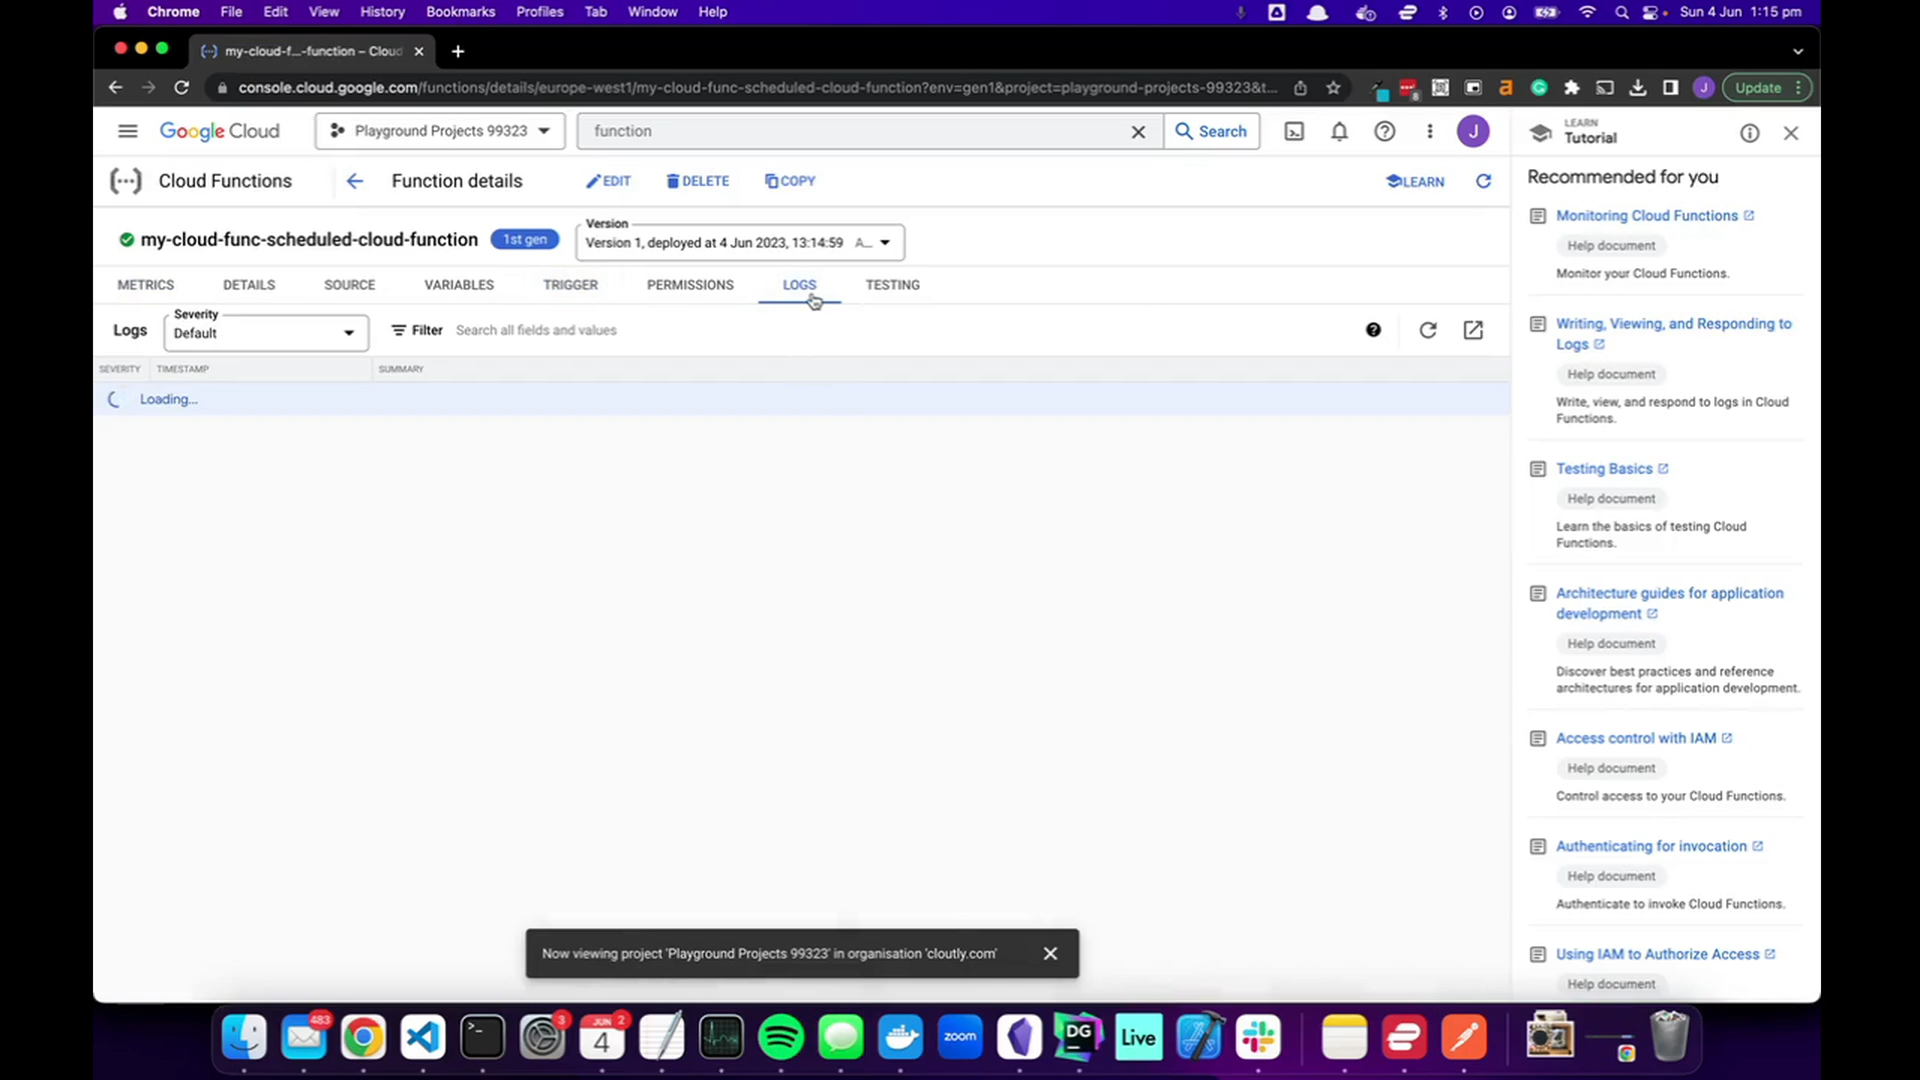 Chrome File Edit View History Bookmarks Profiles Tab Window Help Sun 4 Jun 1:15 pm
my-cloud-f...-function – Cloud
console.cloud.google.com/functions/details/europe-west1/my-cloud-func-scheduled-cloud-function?env=gen1&project=playground-projects-99323&t... 8 J Update
Google Cloud Playground Projects 99323 function Search J
Cloud Functions Function details EDIT DELETE COPY LEARN
my-cloud-func-scheduled-cloud-function 1st gen
Version
Version 1, deployed at 4 Jun 2023, 13:14:59 A...
METRICS DETAILS SOURCE VARIABLES TRIGGER PERMISSIONS LOGS TESTING
Logs
Severity
Default
Filter Search all fields and values
SEVERITY TIMESTAMP SUMMARY
Loading...
LEARN
Tutorial
Recommended for you
Monitoring Cloud Functions
Help document
Monitor your Cloud Functions.
Writing, Viewing, and Responding to
Logs
Help document
Write, view, and respond to logs in Cloud
Functions.
Testing Basics
Help document
Learn the basics of testing Cloud
Functions.
Architecture guides for application
development
Help document
Discover best practices and reference
architectures for application development.
Access control with IAM
Help document
Control access to your Cloud Functions.
Authenticating for invocation
Help document
Authenticate to invoke Cloud Functions.
Using IAM to Authorize Access
Help document
Now viewing project 'Playground Projects 99323' in organisation 'cloutly.com'
483 3 JUN 2 4 zoom DG Live